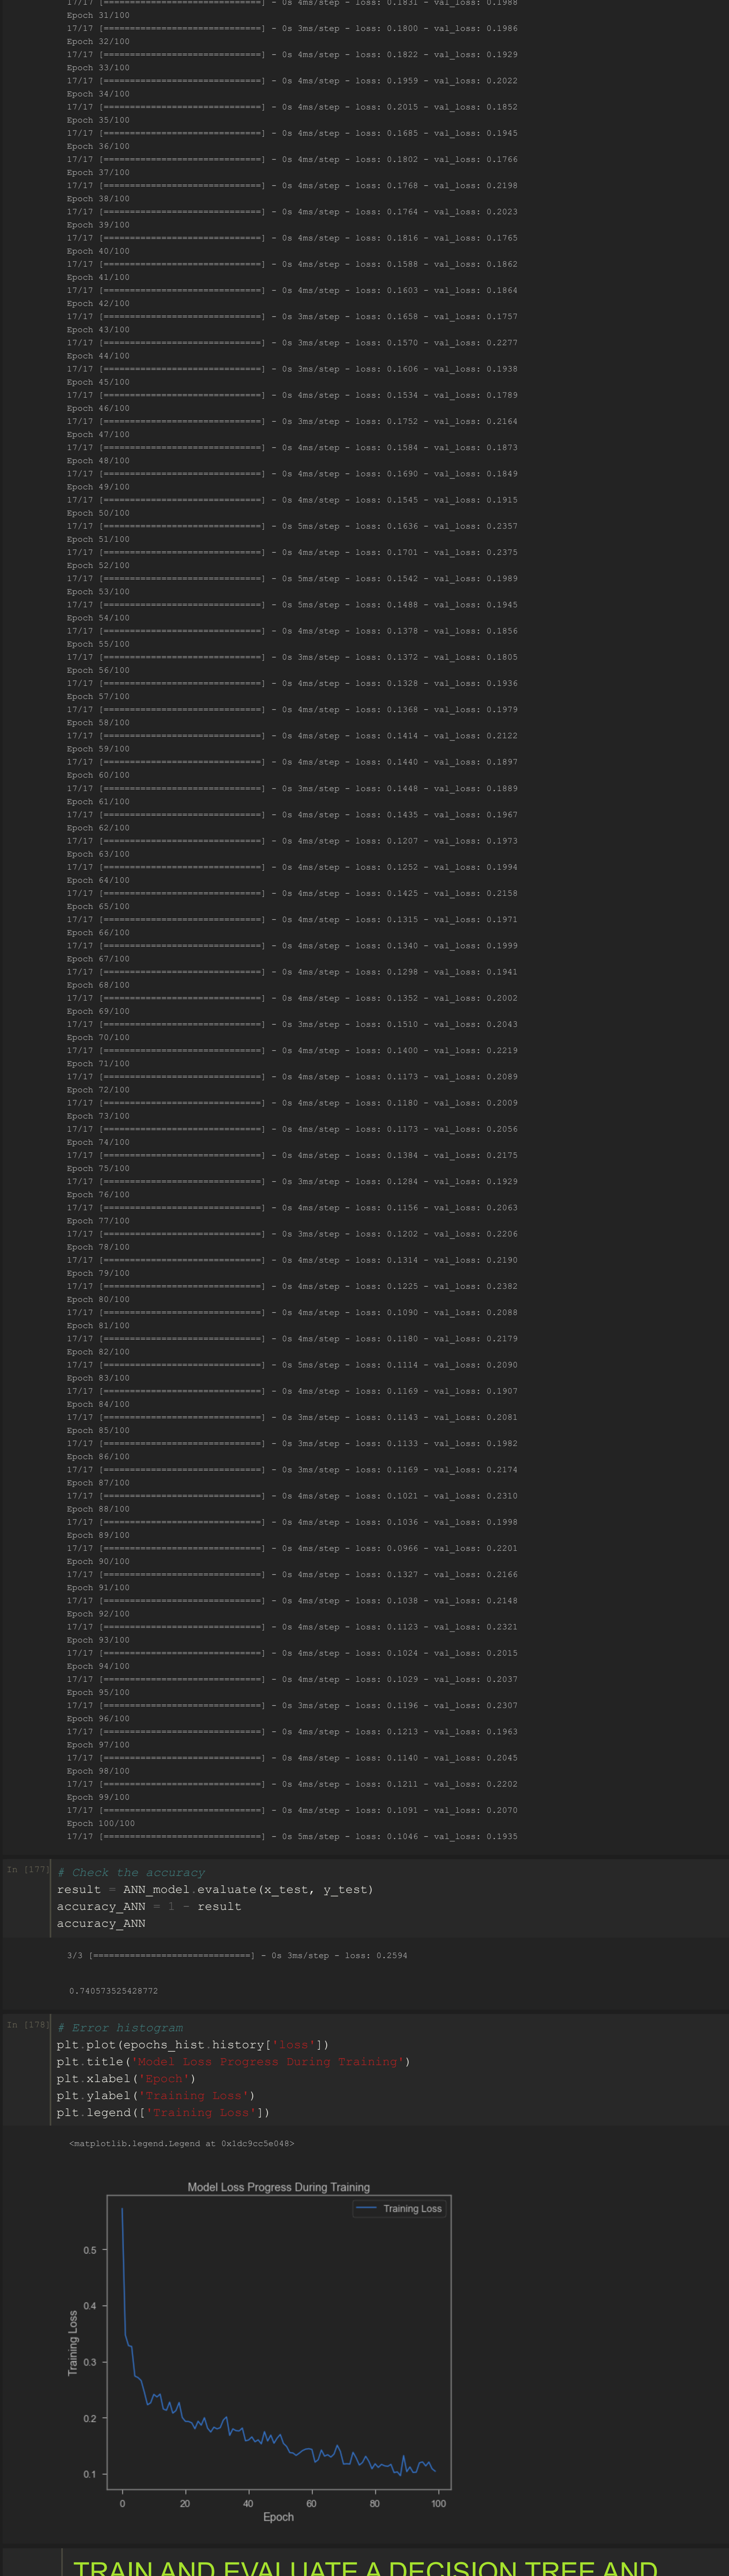 17/17 [==============================] - 0s 4ms/step - loss: 0.1831 - val_loss: 0.1988
Epoch 31/100
17/17 [==============================] - 0s 3ms/step - loss: 0.1800 - val_loss: 0.1986
Epoch 32/100
17/17 [==============================] - 0s 4ms/step - loss: 0.1822 - val_loss: 0.1929
Epoch 33/100
17/17 [==============================] - 0s 4ms/step - loss: 0.1959 - val_loss: 0.2022
Epoch 34/100
17/17 [==============================] - 0s 4ms/step - loss: 0.2015 - val_loss: 0.1852
Epoch 35/100
17/17 [==============================] - 0s 4ms/step - loss: 0.1685 - val_loss: 0.1945
Epoch 36/100
17/17 [==============================] - 0s 4ms/step - loss: 0.1802 - val_loss: 0.1766
Epoch 37/100
17/17 [==============================] - 0s 4ms/step - loss: 0.1768 - val_loss: 0.2198
Epoch 38/100
17/17 [==============================] - 0s 4ms/step - loss: 0.1764 - val_loss: 0.2023
Epoch 39/100
17/17 [==============================] - 0s 4ms/step - loss: 0.1816 - val_loss: 0.1765
Epoch 40/100
17/17 [==============================] - 0s 4ms/step - loss: 0.1588 - val_loss: 0.1862
Epoch 41/100
17/17 [==============================] - 0s 4ms/step - loss: 0.1603 - val_loss: 0.1864
Epoch 42/100
17/17 [==============================] - 0s 3ms/step - loss: 0.1658 - val_loss: 0.1757
Epoch 43/100
17/17 [==============================] - 0s 3ms/step - loss: 0.1570 - val_loss: 0.2277
Epoch 44/100
17/17 [==============================] - 0s 3ms/step - loss: 0.1606 - val_loss: 0.1938
Epoch 45/100
17/17 [==============================] - 0s 4ms/step - loss: 0.1534 - val_loss: 0.1789
Epoch 46/100
17/17 [==============================] - 0s 3ms/step - loss: 0.1752 - val_loss: 0.2164
Epoch 47/100
17/17 [==============================] - 0s 4ms/step - loss: 0.1584 - val_loss: 0.1873
Epoch 48/100
17/17 [==============================] - 0s 4ms/step - loss: 0.1690 - val_loss: 0.1849
Epoch 49/100
17/17 [==============================] - 0s 4ms/step - loss: 0.1545 - val_loss: 0.1915
Epoch 50/100
17/17 [==============================] - 0s 5ms/step - loss: 0.1636 - val_loss: 0.2357
Epoch 51/100
17/17 [==============================] - 0s 4ms/step - loss: 0.1701 - val_loss: 0.2375
Epoch 52/100
17/17 [==============================] - 0s 5ms/step - loss: 0.1542 - val_loss: 0.1989
Epoch 53/100
17/17 [==============================] - 0s 5ms/step - loss: 0.1488 - val_loss: 0.1945
Epoch 54/100
17/17 [==============================] - 0s 4ms/step - loss: 0.1378 - val_loss: 0.1856
Epoch 55/100
17/17 [==============================] - 0s 3ms/step - loss: 0.1372 - val_loss: 0.1805
Epoch 56/100
17/17 [==============================] - 0s 4ms/step - loss: 0.1328 - val_loss: 0.1936
Epoch 57/100
17/17 [==============================] - 0s 4ms/step - loss: 0.1368 - val_loss: 0.1979
Epoch 58/100
17/17 [==============================] - 0s 4ms/step - loss: 0.1414 - val_loss: 0.2122
Epoch 59/100
17/17 [==============================] - 0s 4ms/step - loss: 0.1440 - val_loss: 0.1897
Epoch 60/100
17/17 [==============================] - 0s 3ms/step - loss: 0.1448 - val_loss: 0.1889
Epoch 61/100
17/17 [==============================] - 0s 4ms/step - loss: 0.1435 - val_loss: 0.1967
Epoch 62/100
17/17 [==============================] - 0s 4ms/step - loss: 0.1207 - val_loss: 0.1973
Epoch 63/100
17/17 [==============================] - 0s 4ms/step - loss: 0.1252 - val_loss: 0.1994
Epoch 64/100
17/17 [==============================] - 0s 4ms/step - loss: 0.1425 - val_loss: 0.2158
Epoch 65/100
17/17 [==============================] - 0s 4ms/step - loss: 0.1315 - val_loss: 0.1971
Epoch 66/100
17/17 [==============================] - 0s 4ms/step - loss: 0.1340 - val_loss: 0.1999
Epoch 67/100
17/17 [==============================] - 0s 4ms/step - loss: 0.1298 - val_loss: 0.1941
Epoch 68/100
17/17 [==============================] - 0s 4ms/step - loss: 0.1352 - val_loss: 0.2002
Epoch 69/100
17/17 [==============================] - 0s 3ms/step - loss: 0.1510 - val_loss: 0.2043
Epoch 70/100
17/17 [==============================] - 0s 4ms/step - loss: 0.1400 - val_loss: 0.2219
Epoch 71/100
17/17 [==============================] - 0s 4ms/step - loss: 0.1173 - val_loss: 0.2089
Epoch 72/100
17/17 [==============================] - 0s 4ms/step - loss: 0.1180 - val_loss: 0.2009
Epoch 73/100
17/17 [==============================] - 0s 4ms/step - loss: 0.1173 - val_loss: 0.2056
Epoch 74/100
17/17 [==============================] - 0s 4ms/step - loss: 0.1384 - val_loss: 0.2175
Epoch 75/100
17/17 [==============================] - 0s 3ms/step - loss: 0.1284 - val_loss: 0.1929
Epoch 76/100
17/17 [==============================] - 0s 4ms/step - loss: 0.1156 - val_loss: 0.2063
Epoch 77/100
17/17 [==============================] - 0s 3ms/step - loss: 0.1202 - val_loss: 0.2206
Epoch 78/100
17/17 [==============================] - 0s 4ms/step - loss: 0.1314 - val_loss: 0.2190
Epoch 79/100
17/17 [==============================] - 0s 4ms/step - loss: 0.1225 - val_loss: 0.2382
Epoch 80/100
17/17 [==============================] - 0s 4ms/step - loss: 0.1090 - val_loss: 0.2088
Epoch 81/100
17/17 [==============================] - 0s 4ms/step - loss: 0.1180 - val_loss: 0.2179
Epoch 82/100
17/17 [==============================] - 0s 5ms/step - loss: 0.1114 - val_loss: 0.2090
Epoch 83/100
17/17 [==============================] - 0s 4ms/step - loss: 0.1169 - val_loss: 0.1907
Epoch 84/100
17/17 [==============================] - 0s 3ms/step - loss: 0.1143 - val_loss: 0.2081
Epoch 85/100
17/17 [==============================] - 0s 3ms/step - loss: 0.1133 - val_loss: 0.1982
Epoch 86/100
17/17 [==============================] - 0s 3ms/step - loss: 0.1169 - val_loss: 0.2174
Epoch 87/100
17/17 [==============================] - 0s 4ms/step - loss: 0.1021 - val_loss: 0.2310
Epoch 88/100
17/17 [==============================] - 0s 4ms/step - loss: 0.1036 - val_loss: 0.1998
Epoch 89/100
17/17 [==============================] - 0s 4ms/step - loss: 0.0966 - val_loss: 0.2201
Epoch 90/100
17/17 [==============================] - 0s 4ms/step - loss: 0.1327 - val_loss: 0.2166
Epoch 91/100
17/17 [==============================] - 0s 4ms/step - loss: 0.1038 - val_loss: 0.2148
Epoch 92/100
17/17 [==============================] - 0s 4ms/step - loss: 0.1123 - val_loss: 0.2321
Epoch 93/100
17/17 [==============================] - 0s 4ms/step - loss: 0.1024 - val_loss: 0.2015
Epoch 94/100
17/17 [==============================] - 0s 4ms/step - loss: 0.1029 - val_loss: 0.2037
Epoch 95/100
17/17 [==============================] - 0s 3ms/step - loss: 0.1196 - val_loss: 0.2307
Epoch 96/100
17/17 [==============================] - 0s 4ms/step - loss: 0.1213 - val_loss: 0.1963
Epoch 97/100
17/17 [==============================] - 0s 4ms/step - loss: 0.1140 - val_loss: 0.2045
Epoch 98/100
17/17 [==============================] - 0s 4ms/step - loss: 0.1211 - val_loss: 0.2202
Epoch 99/100
17/17 [==============================] - 0s 4ms/step - loss: 0.1091 - val_loss: 0.2070
Epoch 100/100
17/17 [==============================] - 0s 5ms/step - loss: 0.1046 - val_loss: 0.1935
In [177] # Check the accuracy
result = ANN_model.evaluate(x_test, y_test)
accuracy_ANN = 1 - result
accuracy_ANN
3/3 [==============================] - 0s 3ms/step - loss: 0.2594
0.740573525428772
In [178] # Error histogram
plt.plot(epochs_hist.history['loss'])
plt.title('Model Loss Progress During Training')
plt.xlabel('Epoch')
plt.ylabel('Training Loss')
plt.legend(['Training Loss'])
<matplotlib.legend.Legend at 0x1dc9cc5e048>
Model Loss Progress During Training
Training Loss
0.5
0.4
0.3
0.2
0.1
Training Loss
0 20 40 60 80 100
Epoch
TRAIN AND EVALUATE A DECISION TREE AND